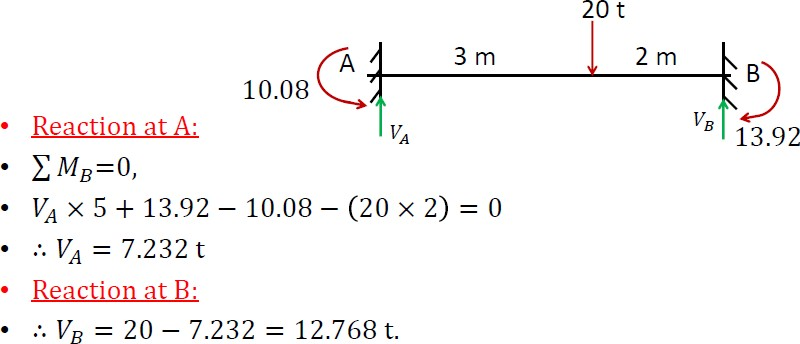 20 t
A 3 m 2 m B
10.08
V_A V_B 13.92
• Reaction at A:
• ∑ M_B=0,
• V_A × 5 + 13.92 − 10.08 − (20 × 2) = 0
• ∴ V_A = 7.232 t
• Reaction at B:
• ∴ V_B = 20 − 7.232 = 12.768 t.